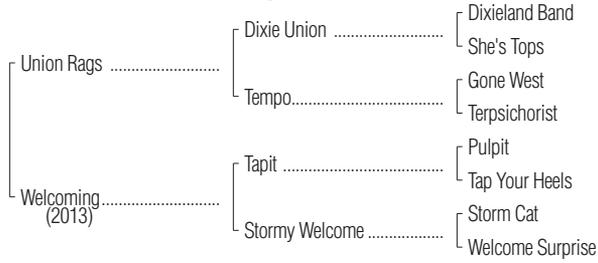 Dixieland Band
Dixie Union ..............................
She's Tops
Union Rags ..............................
Gone West
Tempo..........................................
Terpsichorist
Pulpit
Tapit ............................................
Tap Your Heels
Welcoming................................
(2013)
Storm Cat
Stormy Welcome .....................
Welcome Surprise